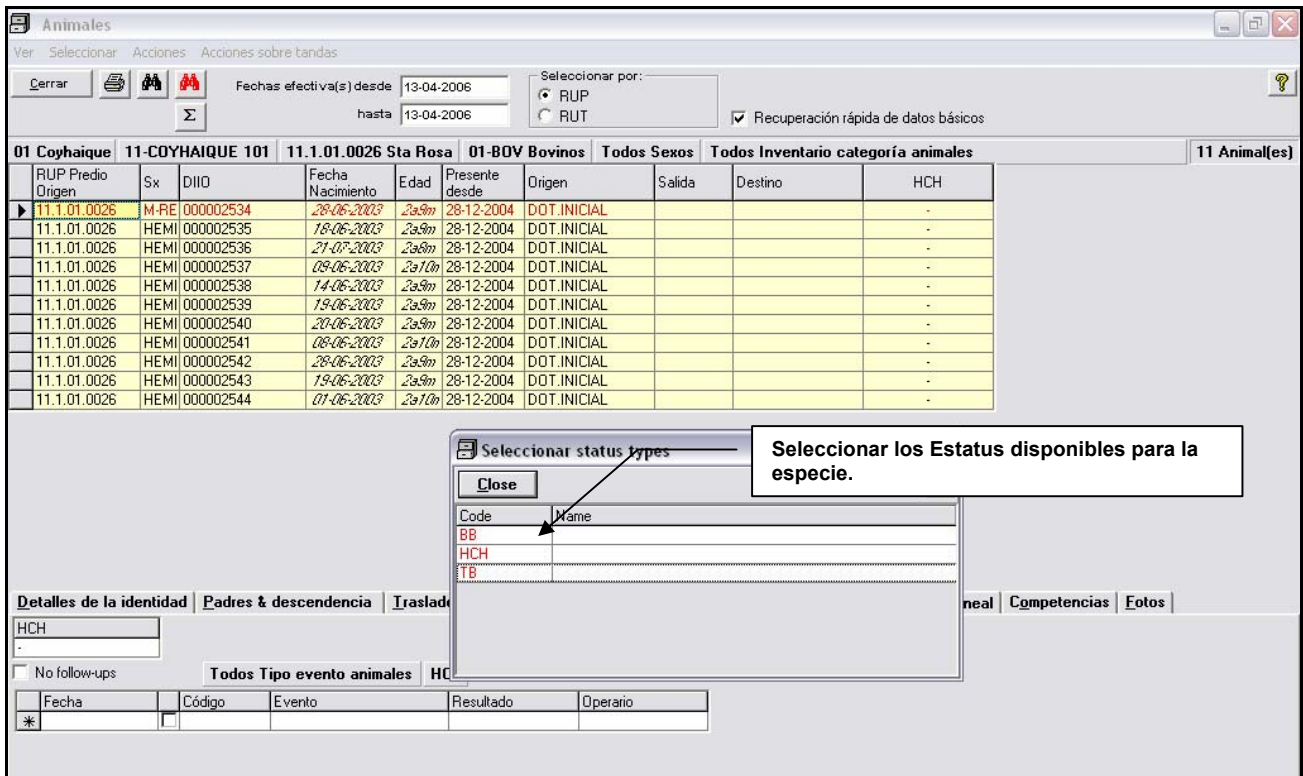 Animales
Ver Seleccionar Acciones Acciones sobre tandas
Cerrar Fechas efectiva(s) desde 13-04-2006 Seleccionar por:
RUP
Σ hasta 13-04-2006 RUT Recuperación rápida de datos básicos
01 Coyhaique 11-COYHAIQUE 101 11.1.01.0026 Sta Rosa 01-BOV Bovinos Todos Sexos Todos Inventario categoría animales 11 Animal(es)
RUP Predio Origen Sx DIIO Fecha Nacimiento Edad Presente desde Origen Salida Destino HCH
11.1.01.0026 M-RE 000002534 28-06-2003 2a9m 28-12-2004 DOT.INICIAL -
11.1.01.0026 HEMI 000002535 18-06-2003 2a9m 28-12-2004 DOT.INICIAL -
11.1.01.0026 HEMI 000002536 21-07-2003 2a8m 28-12-2004 DOT.INICIAL -
11.1.01.0026 HEMI 000002537 09-06-2003 2a10m 28-12-2004 DOT.INICIAL -
11.1.01.0026 HEMI 000002538 14-06-2003 2a9m 28-12-2004 DOT.INICIAL -
11.1.01.0026 HEMI 000002539 19-06-2003 2a9m 28-12-2004 DOT.INICIAL -
11.1.01.0026 HEMI 000002540 20-06-2003 2a9m 28-12-2004 DOT.INICIAL -
11.1.01.0026 HEMI 000002541 08-06-2003 2a10m 28-12-2004 DOT.INICIAL -
11.1.01.0026 HEMI 000002542 28-06-2003 2a9m 28-12-2004 DOT.INICIAL -
11.1.01.0026 HEMI 000002543 19-06-2003 2a9m 28-12-2004 DOT.INICIAL -
11.1.01.0026 HEMI 000002544 01-06-2003 2a10m 28-12-2004 DOT.INICIAL -
Seleccionar status types
Seleccionar los Estatus disponibles para la
especie.
Close
Code Name
BB
HCH
TB
Detalles de la identidad Padres & descendencia Traslad neal Competencias Fotos
HCH
-
No follow-ups Todos Tipo evento animales HC
Fecha Código Evento Resultado Operario